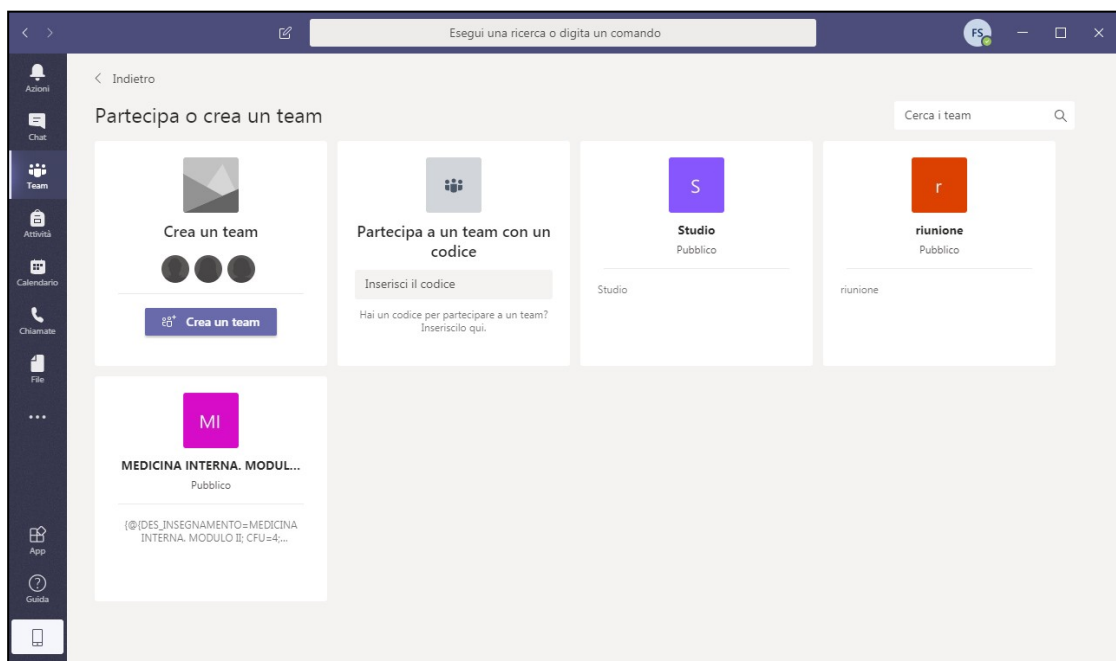 Esegui una ricerca o digita un comando
FS
Azioni
Chat
Team
Attività
Calendario
Chiamate
File
App
Guida
Indietro
Partecipa o crea un team
Cerca i team
Crea un team
Crea un team
Partecipa a un team con un
codice
Inserisci il codice
Hai un codice per partecipare a un team?
Inseriscilo qui.
S
Studio
Pubblico
Studio
r
riunione
Pubblico
riunione
MI
MEDICINA INTERNA. MODUL...
Pubblico
{@{DES_INSEGNAMENTO=MEDICINA
INTERNA. MODULO II; CFU=4;...